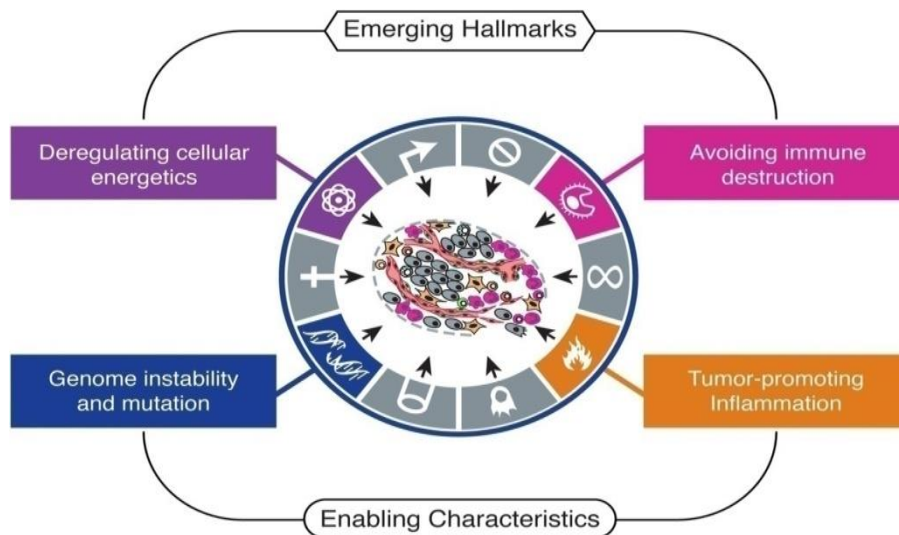 Emerging Hallmarks
Deregulating cellular
energetics
Avoiding immune
destruction
Genome instability
and mutation
Tumor-promoting
Inflammation
Enabling Characteristics